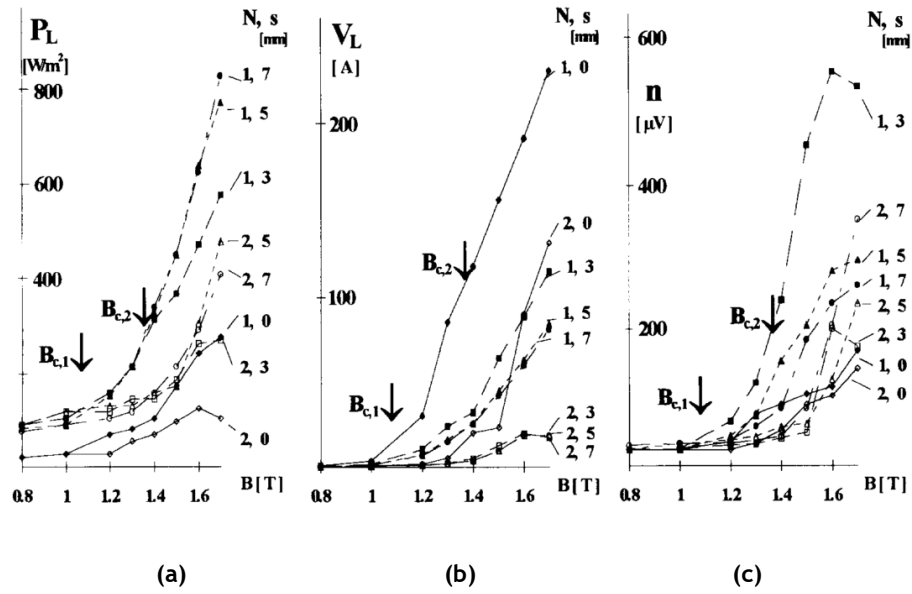 P_L
[W/m²]
800
600
400
N, s
[mm]
1, 7
1, 5
1, 3
2, 5
2, 7
1, 0
2, 3
2, 0
B_c,1
B_c,2
0.8 1 1.2 1.4 1.6 B[T]
(a)
V_L
[A]
200
100
N, s
[mm]
1, 0
2, 0
1, 3
1, 5
1, 7
2, 3
2, 5
2, 7
B_c,2
B_c,1
0.8 1 1.2 1.4 1.6 B[T]
(b)
600
n
[μV]
400
200
N, s
[mm]
1, 3
2, 7
1, 5
1, 7
2, 5
2, 3
1, 0
2, 0
B_c,2
B_c,1
0.8 1 1.2 1.4 1.6 B[T]
(c)